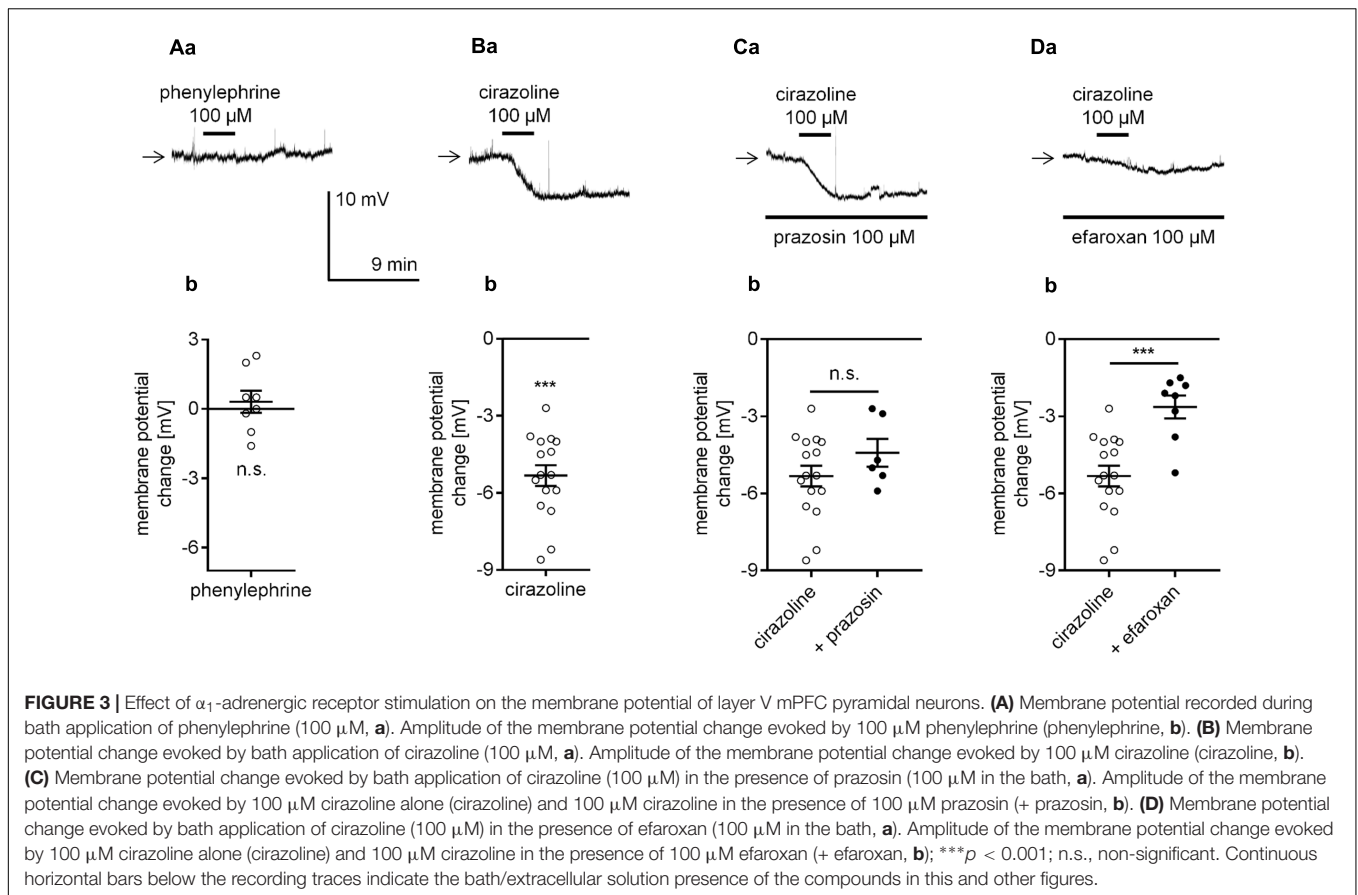 Aa
Ba
Ca
Da
phenylephrine
100 µM
cirazoline
100 µM
cirazoline
100 µM
cirazoline
100 µM
10 mV
9 min
prazosin 100 µM
efaroxan 100 µM
b
b
b
b
membrane potential
change [mV]
3
0
-3
-6
n.s.
phenylephrine
membrane potential
change [mV]
0
-3
-6
-9
***
cirazoline
membrane potential
change [mV]
0
-3
-6
-9
n.s.
cirazoline
+ prazosin
membrane potential
change [mV]
0
-3
-6
-9
***
cirazoline
+ efaroxan
FIGURE 3 | Effect of α₁-adrenergic receptor stimulation on the membrane potential of layer V mPFC pyramidal neurons. (A) Membrane potential recorded during
bath application of phenylephrine (100 µM, a). Amplitude of the membrane potential change evoked by 100 µM phenylephrine (phenylephrine, b). (B) Membrane
potential change evoked by bath application of cirazoline (100 µM, a). Amplitude of the membrane potential change evoked by 100 µM cirazoline (cirazoline, b).
(C) Membrane potential change evoked by bath application of cirazoline (100 µM) in the presence of prazosin (100 µM in the bath, a). Amplitude of the membrane
potential change evoked by 100 µM cirazoline alone (cirazoline) and 100 µM cirazoline in the presence of 100 µM prazosin (+ prazosin, b). (D) Membrane potential
change evoked by bath application of cirazoline (100 µM) in the presence of efaroxan (100 µM in the bath, a). Amplitude of the membrane potential change evoked
by 100 µM cirazoline alone (cirazoline) and 100 µM cirazoline in the presence of 100 µM efaroxan (+ efaroxan, b); ***p < 0.001; n.s., non-significant. Continuous
horizontal bars below the recording traces indicate the bath/extracellular solution presence of the compounds in this and other figures.